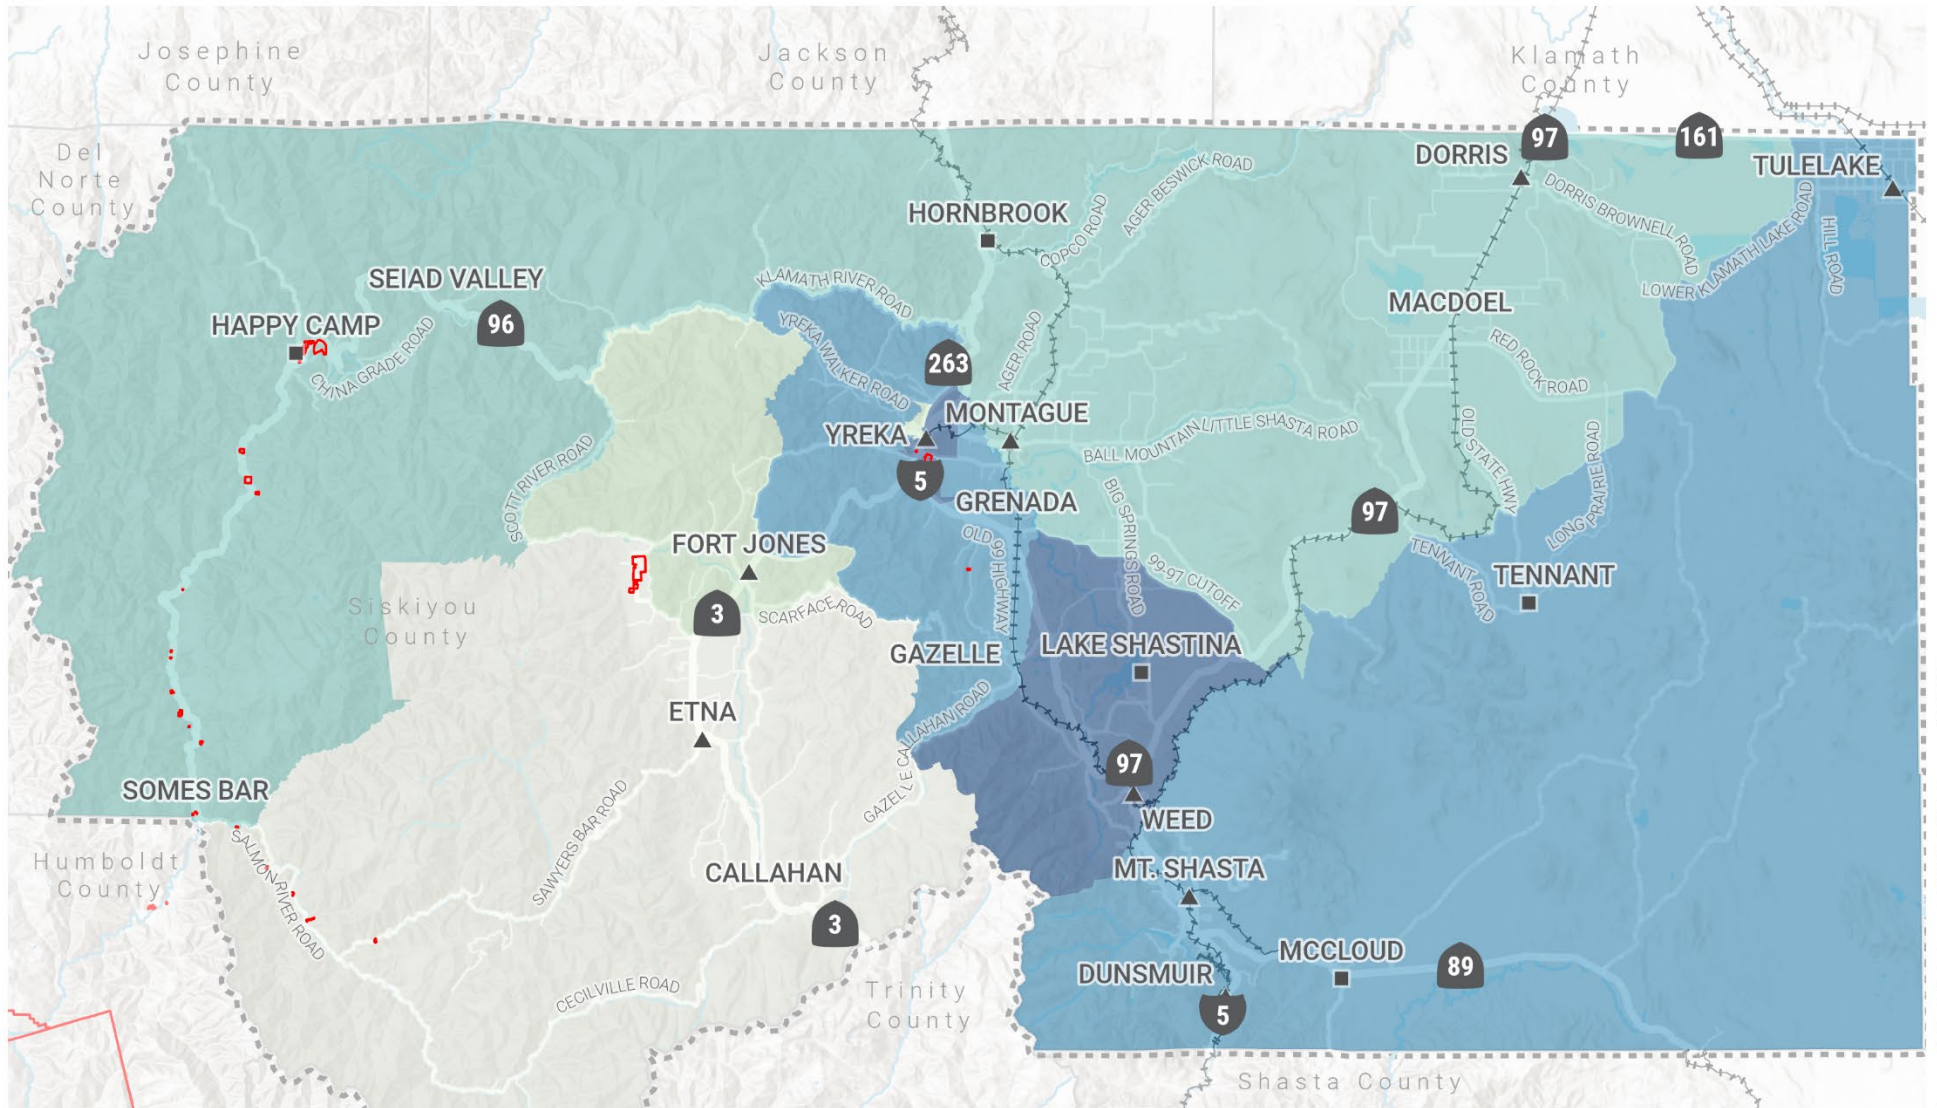 Josephine
County
Jackson
County
Klamath
County
Del
Norte
County
97
161
DORRIS
TULELAKE
AGER BESWICK ROAD
DORRIS BROWNELL ROAD
HORNBROOK
COPCO ROAD
LOWER KLAMATH LAKE ROAD
HILL ROAD
SEIAD VALLEY
KLAMATH RIVER ROAD
MACDOEL
HAPPY CAMP
96
YREKA WALKER ROAD
263
AGER ROAD
RED ROCK ROAD
CHINA GRADE ROAD
MONTAGUE
YREKA
BALL MOUNTAIN LITTLE SHASTA ROAD
OLD STATE HWY
LONG PRAIRIE ROAD
SCOTT RIVER ROAD
5
GRENADA
BIG SPRINGS ROAD
97
FORT JONES
OLD 99 HIGHWAY
99-97 CUTOFF
TENNANT ROAD
TENNANT
Siskiyou
County
3
SCARFACE ROAD
GAZELLE
LAKE SHASTINA
ETNA
GAZELLE CALLAHAN ROAD
97
SOMES BAR
WEED
SAWYERS BAR ROAD
SALMON RIVER ROAD
Humboldt
County
CALLAHAN
MT. SHASTA
3
MCCLOUD
89
DUNSMUIR
CECILVILLE ROAD
Trinity
County
5
Shasta County